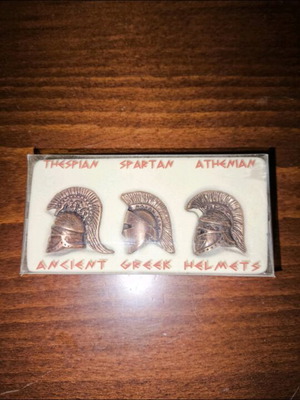 THESPIAN SPARTAN ATHENIAN
ANCIENT GREEK HELMETS